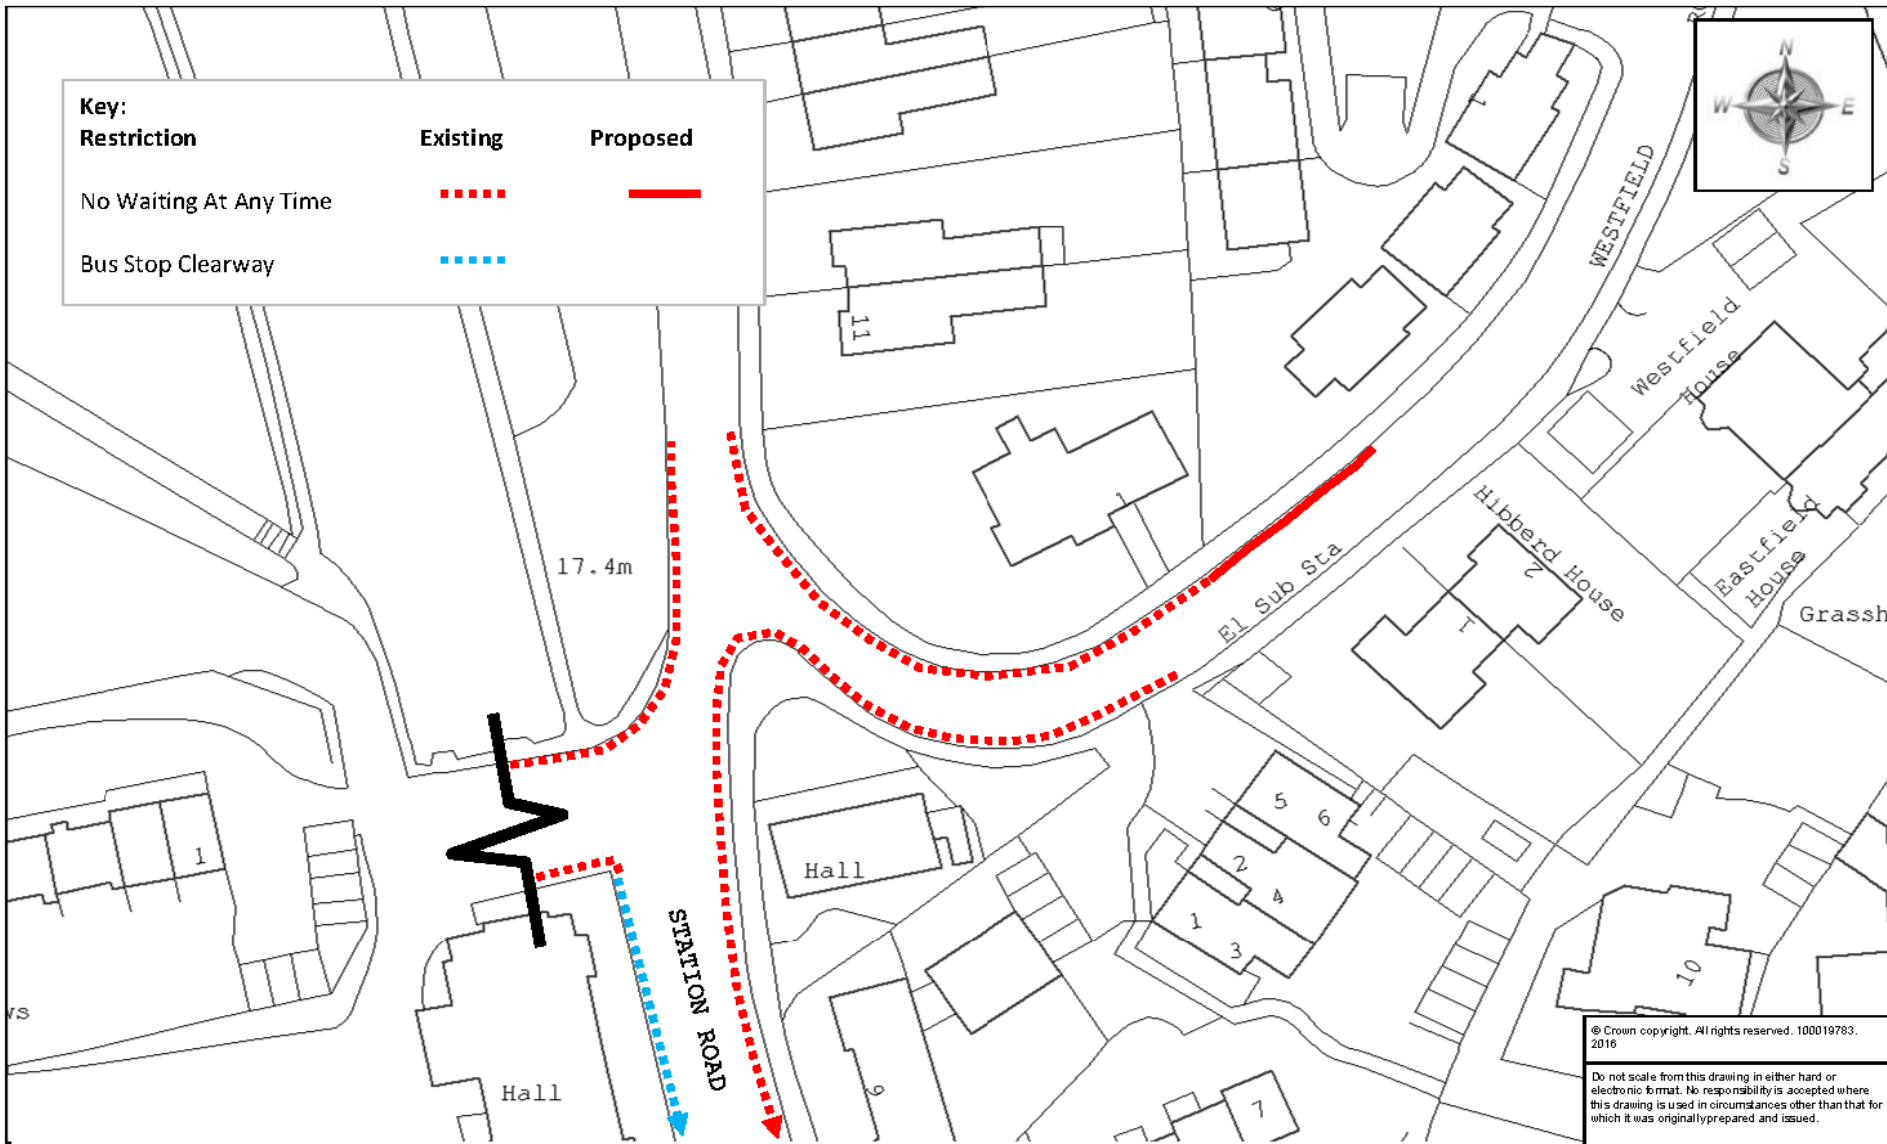 Key:
Restriction Existing Proposed
No Waiting At Any Time
Bus Stop Clearway
N
W E
S
WESTFIELD
1
11
Westfield
House
1
17.4m
Hibberd House
2
1
El Sub Sta
Eastfield
House
Grassh
1
Hall
5
6
2
4
1
3
10
STATION ROAD
Hall
9
7
© Crown copyright. All rights reserved. 100019783.
2016
Do not scale from this drawing in either hard or
electronic format. No responsibility is accepted where
this drawing is used in circumstances other than that for
which it was originally prepared and issued.